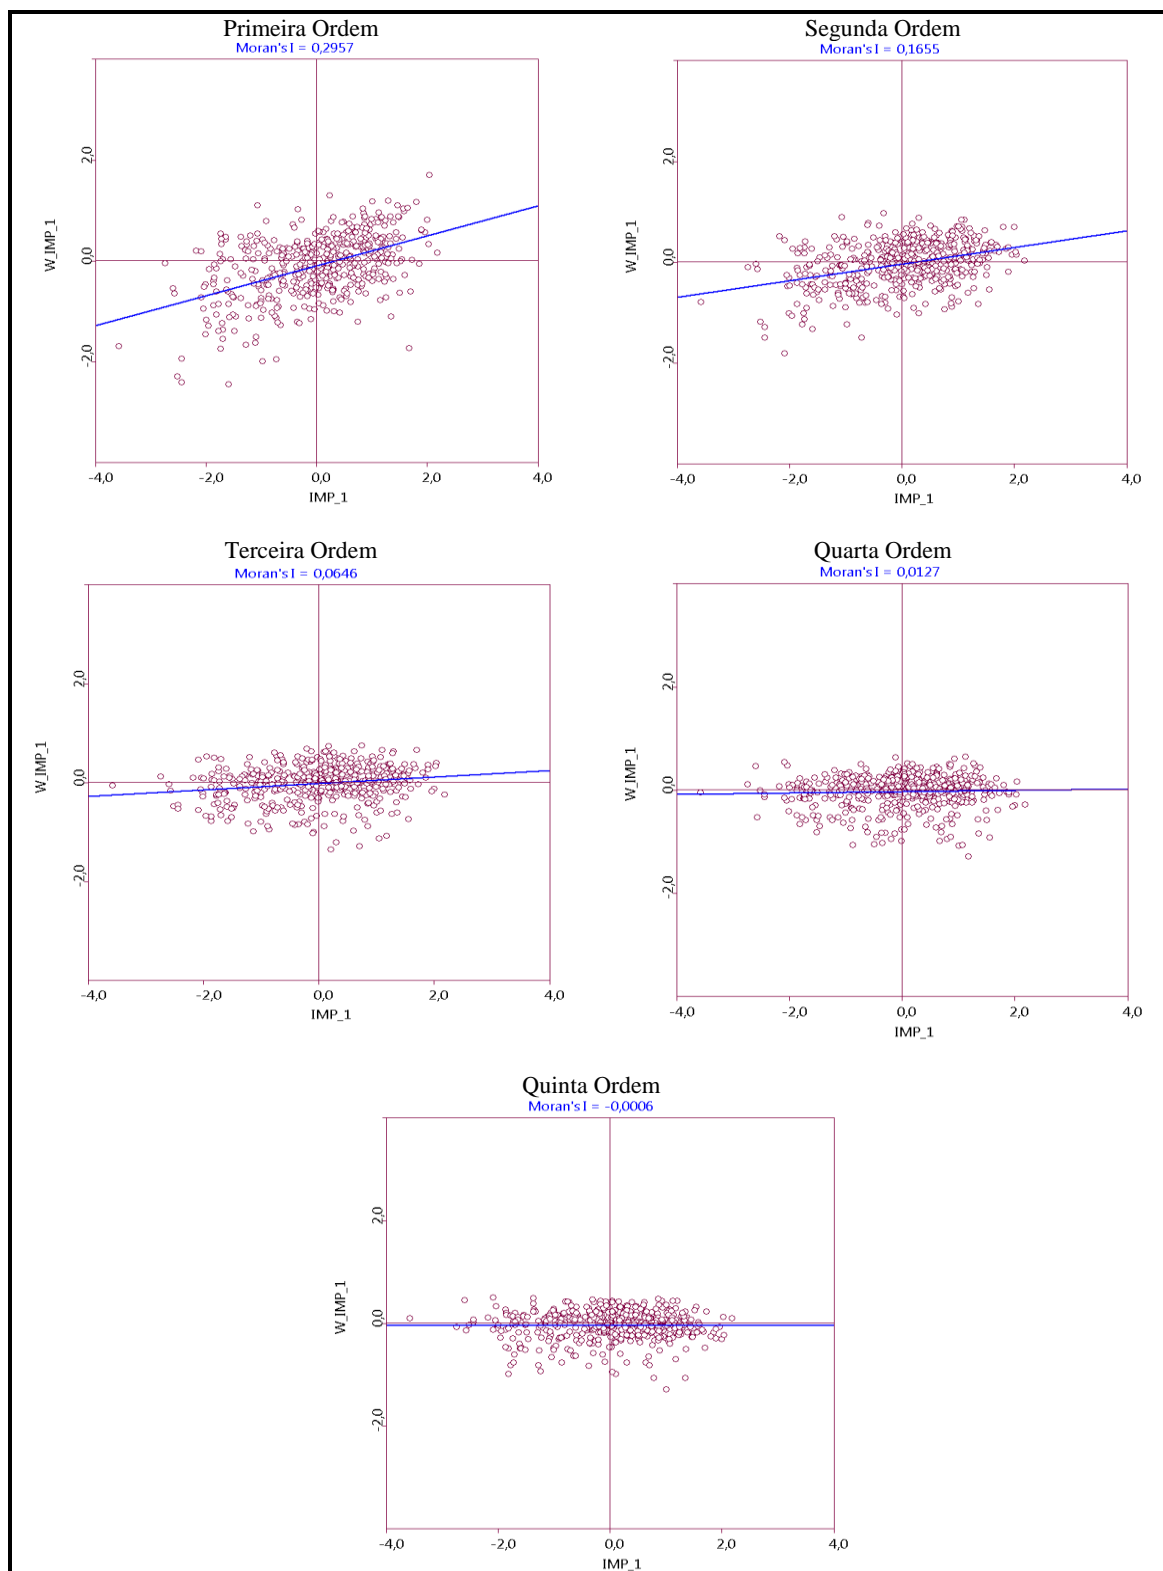 Primeira Ordem
Moran's I = 0,2957
2,0
0,0
-2,0
W_IMP_1
-4,0 -2,0 0,0 2,0 4,0
IMP_1
Segunda Ordem
Moran's I = 0,1655
2,0
0,0
-2,0
W_IMP_1
-4,0 -2,0 0,0 2,0 4,0
IMP_1
Terceira Ordem
Moran's I = 0,0646
2,0
0,0
-2,0
W_IMP_1
-4,0 -2,0 0,0 2,0 4,0
IMP_1
Quarta Ordem
Moran's I = 0,0127
2,0
0,0
-2,0
W_IMP_1
-4,0 -2,0 0,0 2,0 4,0
IMP_1
Quinta Ordem
Moran's I = -0,0006
2,0
0,0
-2,0
W_IMP_1
-4,0 -2,0 0,0 2,0 4,0
IMP_1